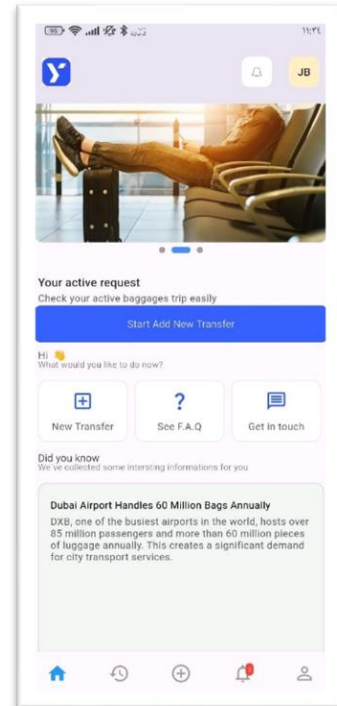 ١١:٣٤
JB
Your active request
Check your active baggages trip easily
Start Add New Transfer
Hi 👋
What would you like to do now?
New Transfer
See F.A.Q
Get in touch
Did you know
We've collected some intersting informations for you
Dubai Airport Handles 60 Million Bags Annually
DXB, one of the busiest airports in the world, hosts over
85 million passengers and more than 60 million pieces
of luggage annually. This creates a significant demand
for city transport services.